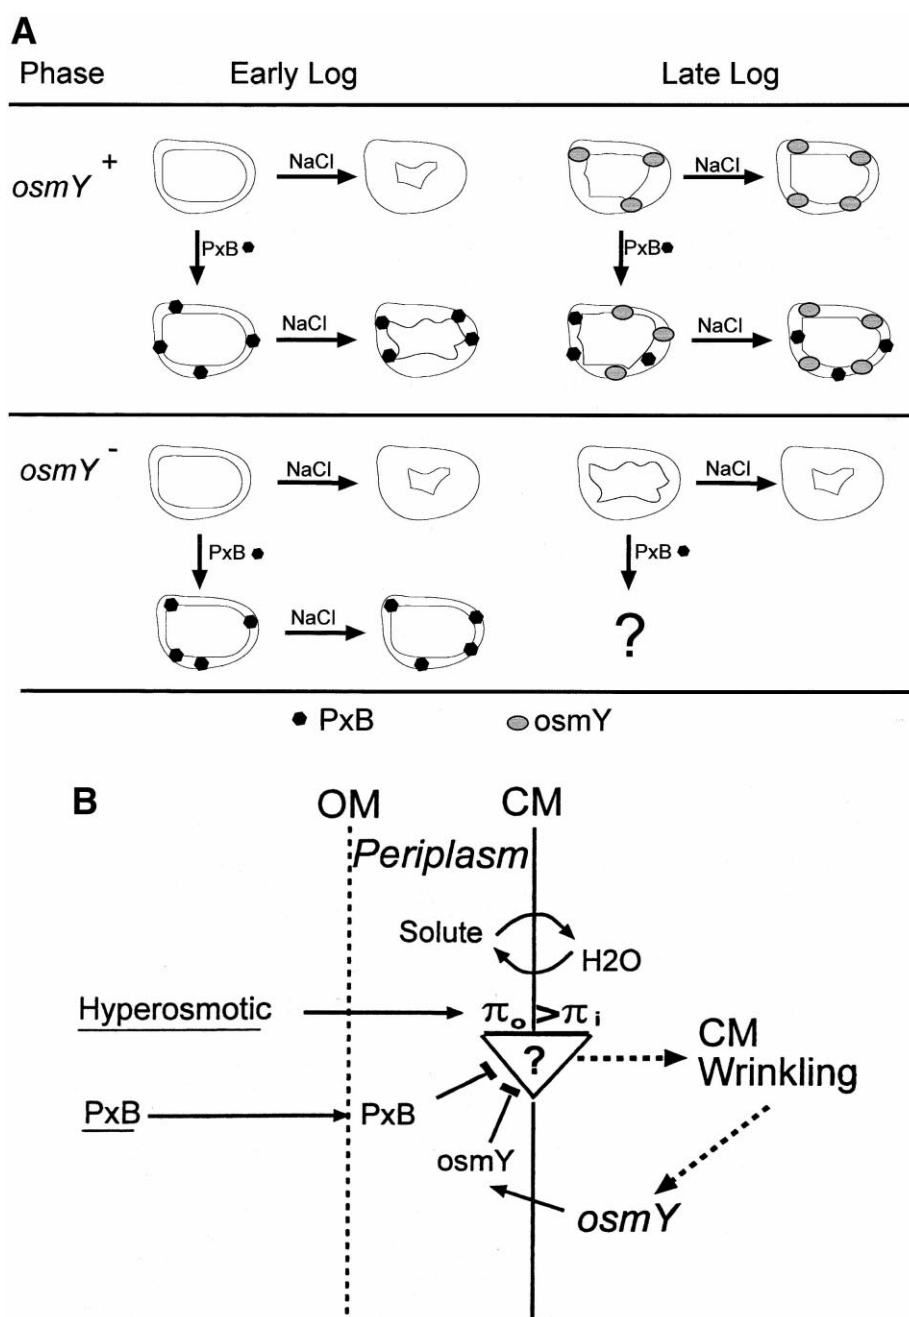 A
Phase Early Log Late Log
osmY + NaCl NaCl
PxB PxB
NaCl NaCl
osmY - NaCl NaCl
PxB PxB
NaCl ?
PxB osmY
B
OM CM
Periplasm
Solute
H2O
Hyperosmotic πo>πi
? CM
Wrinkling
PxB PxB
osmY
osmY